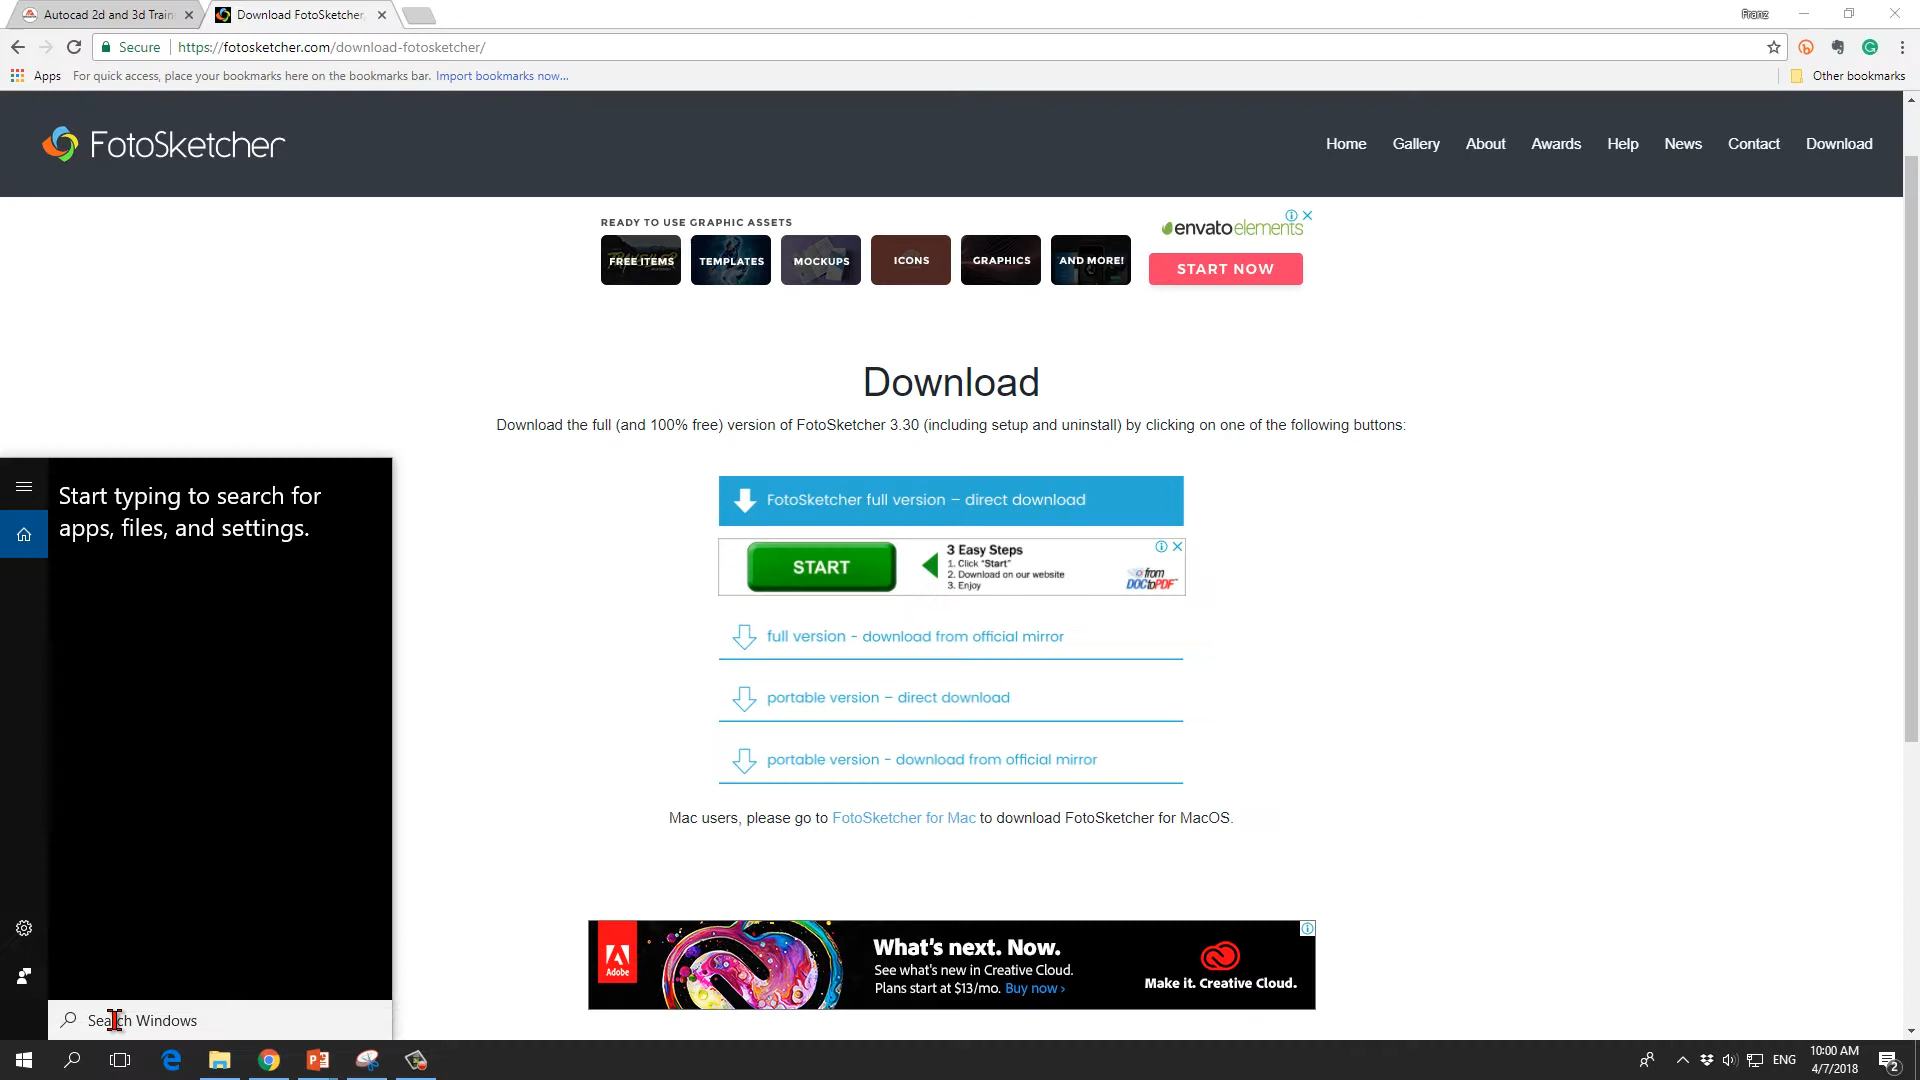 Autocad 2d and 3d Train
Download FotoSketcher,
Franz
Secure
https://fotosketcher.com/download-fotosketcher/
Apps
For quick access, place your bookmarks here on the bookmarks bar. Import bookmarks now...
Other bookmarks
FotoSketcher
Home
Gallery
About
Awards
Help
News
Contact
Download
READY TO USE GRAPHIC ASSETS
FREE ITEMS
TEMPLATES
MOCKUPS
ICONS
GRAPHICS
AND MORE!
envatoelements
START NOW
Download
Download the full (and 100% free) version of FotoSketcher 3.30 (including setup and uninstall) by clicking on one of the following buttons:
FotoSketcher full version – direct download
START
3 Easy Steps
1. Click "Start"
2. Download on our website
3. Enjoy
from
DOCtoPDF
full version - download from official mirror
portable version – direct download
portable version - download from official mirror
Mac users, please go to FotoSketcher for Mac to download FotoSketcher for MacOS.
Start typing to search for
apps, files, and settings.
Search Windows
Adobe
What's next. Now.
See what's new in Creative Cloud.
Plans start at $13/mo. Buy now ›
Make it. Creative Cloud.
ENG
10:00 AM
4/7/2018
2